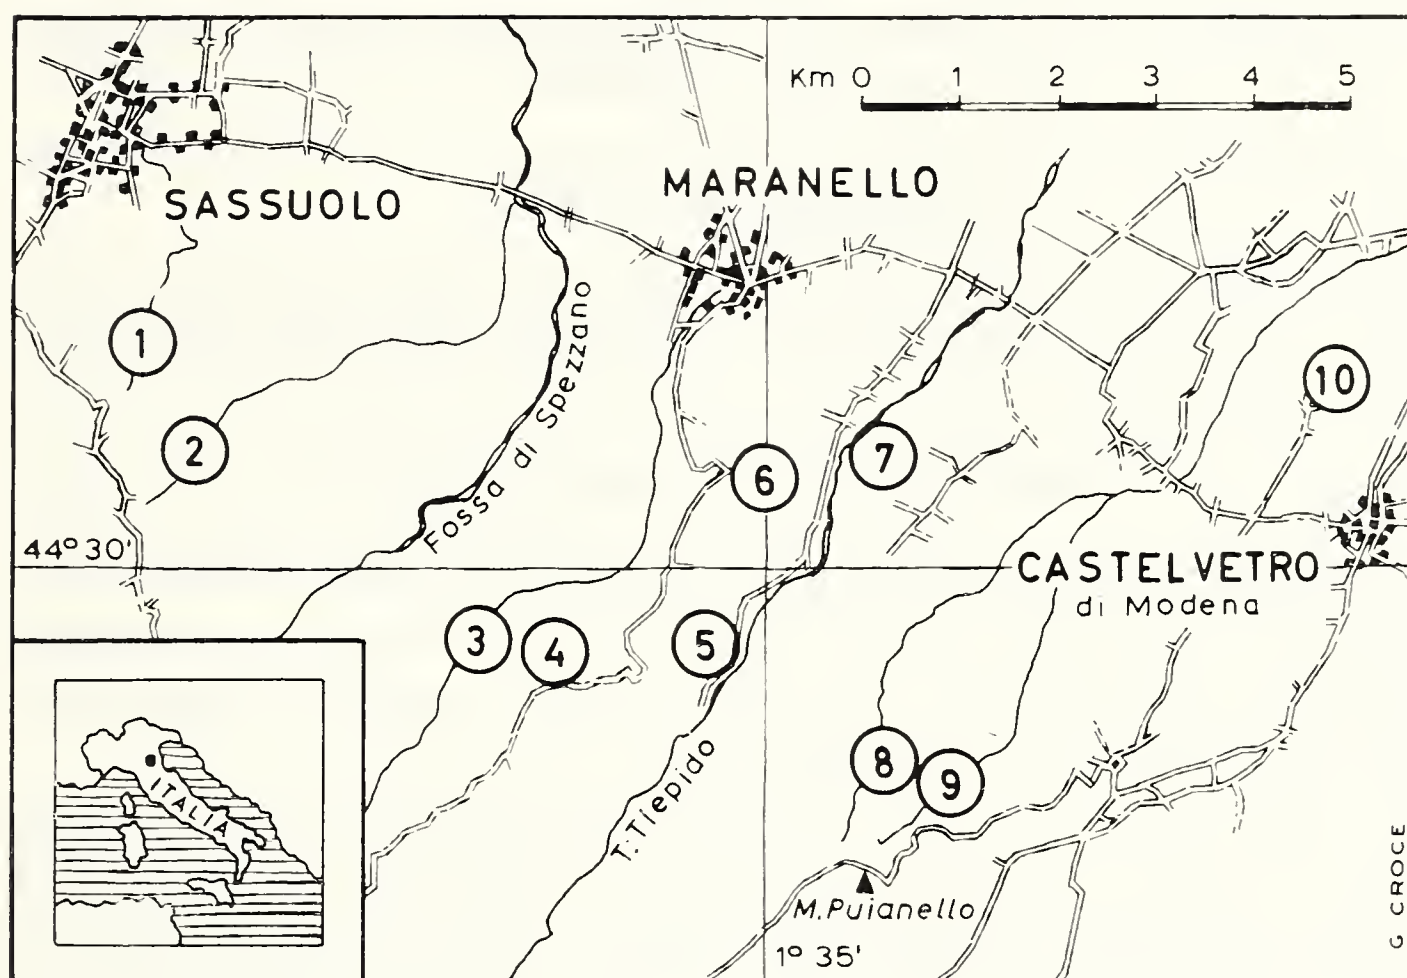 Km 0 1 2 3 4 5
SASSUOLO
MARANELLO
1
2
Fossa di Spezzano
6
7
10
44° 30'
CASTELVETRO
di Modena
3
4
5
8
9
T. Tiepido
ITALIA
M. Puianello
1° 35'
G CROCE